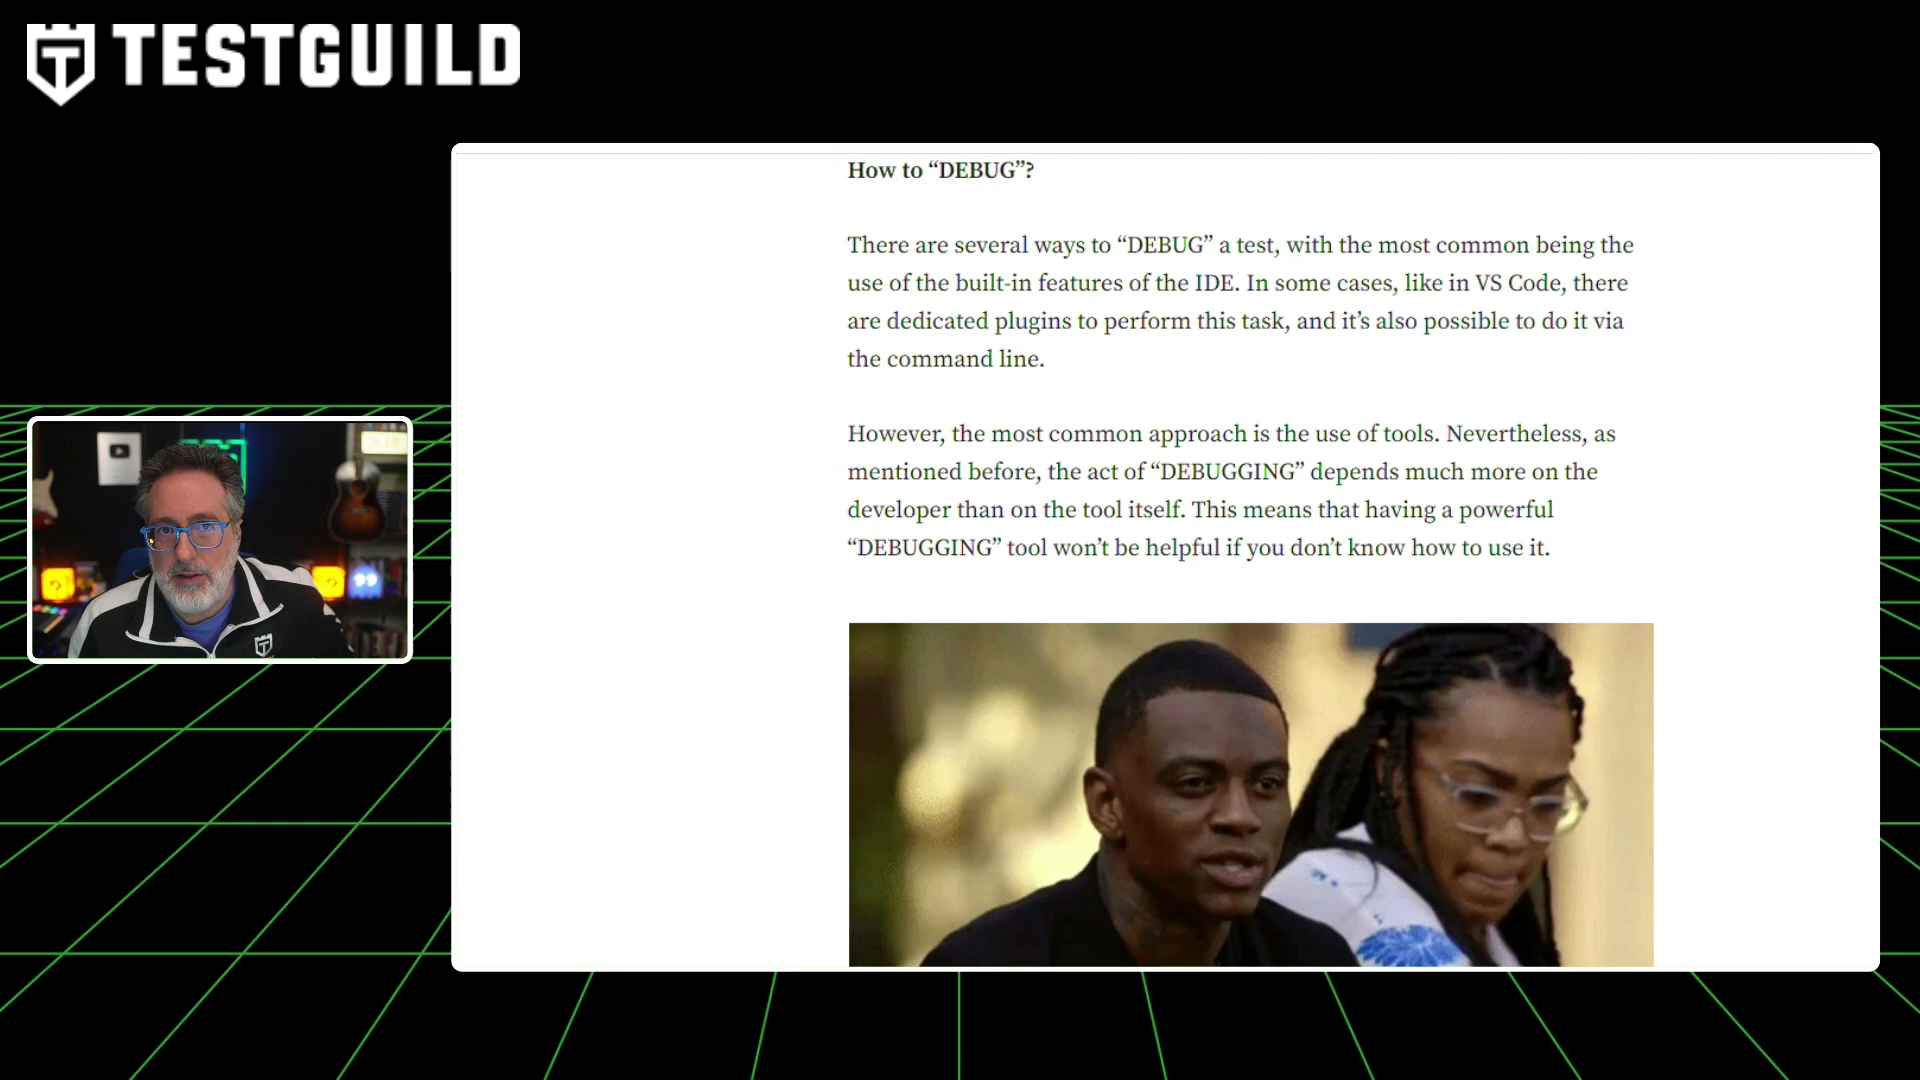 TESTGUILD
How to “DEBUG”?
There are several ways to “DEBUG” a test, with the most common being the
use of the built-in features of the IDE. In some cases, like in VS Code, there
are dedicated plugins to perform this task, and it’s also possible to do it via
the command line.
However, the most common approach is the use of tools. Nevertheless, as
mentioned before, the act of “DEBUGGING” depends much more on the
developer than on the tool itself. This means that having a powerful
“DEBUGGING” tool won’t be helpful if you don’t know how to use it.